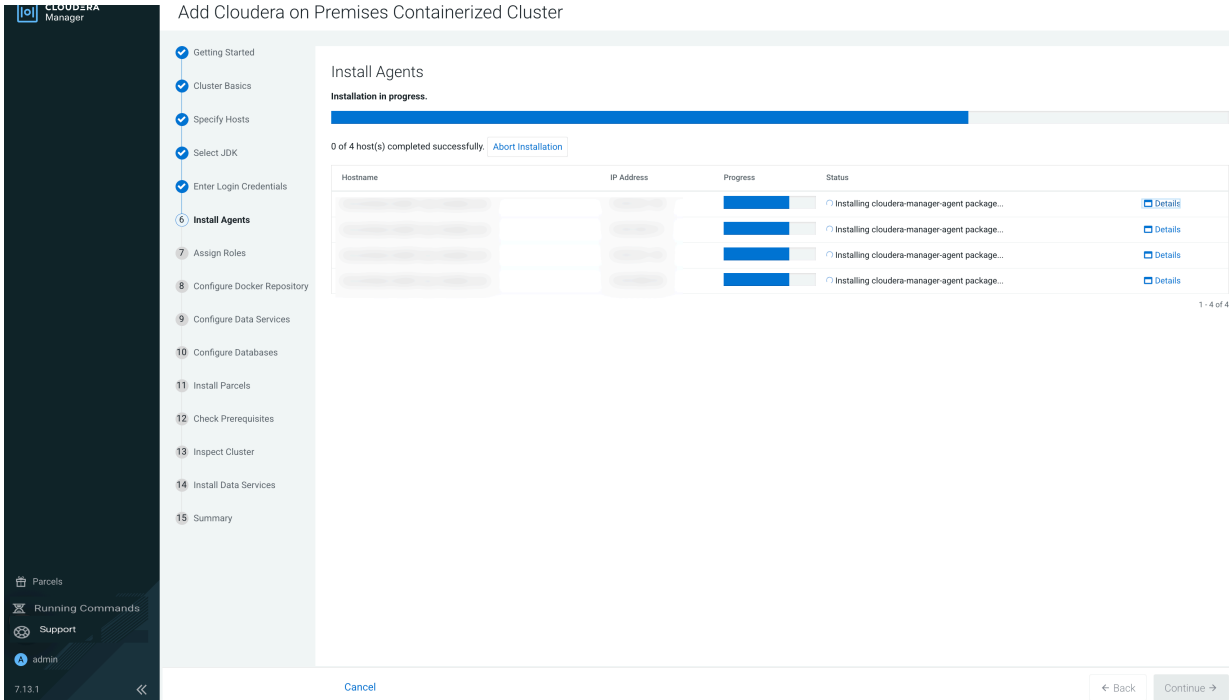 CLOUDERA
Manager
Add Cloudera on Premises Containerized Cluster
Getting Started
Cluster Basics
Specify Hosts
Select JDK
Enter Login Credentials
6 Install Agents
7 Assign Roles
8 Configure Docker Repository
9 Configure Data Services
10 Configure Databases
11 Install Parcels
12 Check Prerequisites
13 Inspect Cluster
14 Install Data Services
15 Summary
Parcels
Running Commands
Support
A admin
7.13.1
Install Agents
Installation in progress.
0 of 4 host(s) completed successfully. Abort Installation
Hostname IP Address Progress Status
Installing cloudera-manager-agent package... Details
Installing cloudera-manager-agent package... Details
Installing cloudera-manager-agent package... Details
Installing cloudera-manager-agent package... Details
1 - 4 of 4
Cancel
← Back Continue →